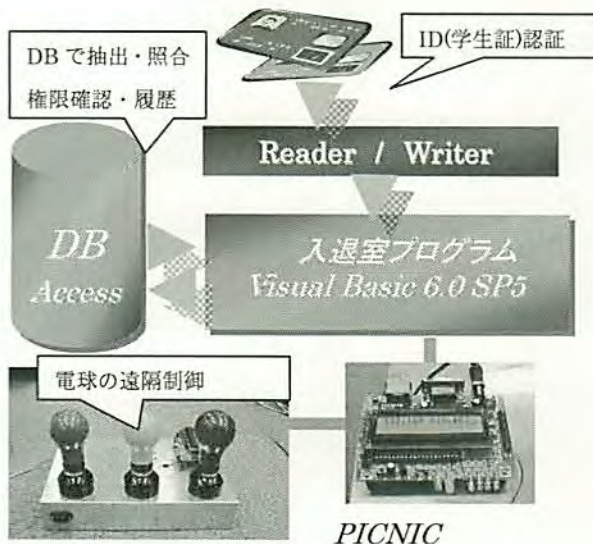 DBで抽出・照合
権限確認・履歴
ID(学生証)認証
Reader / Writer
DB
Access
入退室プログラム
Visual Basic 6.0 SP5
電球の遠隔制御
PICNIC